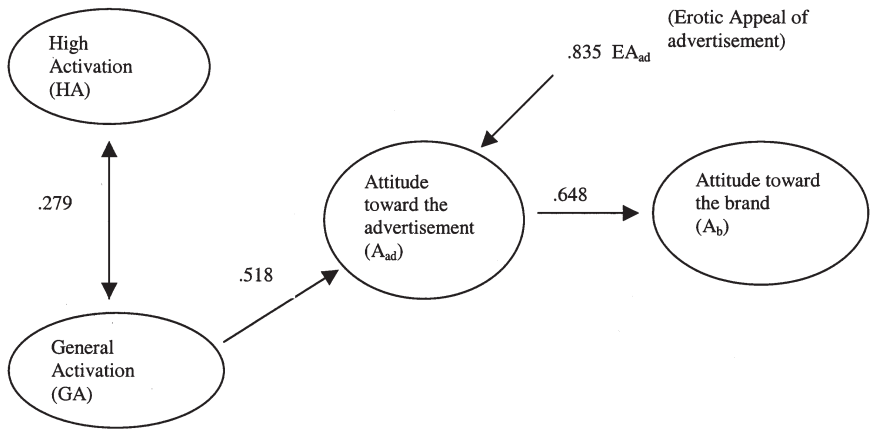 High
Activation
(HA)
(Erotic Appeal of
advertisement)
.835 EAad
.279
Attitude
toward the
advertisement
(Aad)
.648
Attitude toward
the brand
(Ab)
.518
General
Activation
(GA)